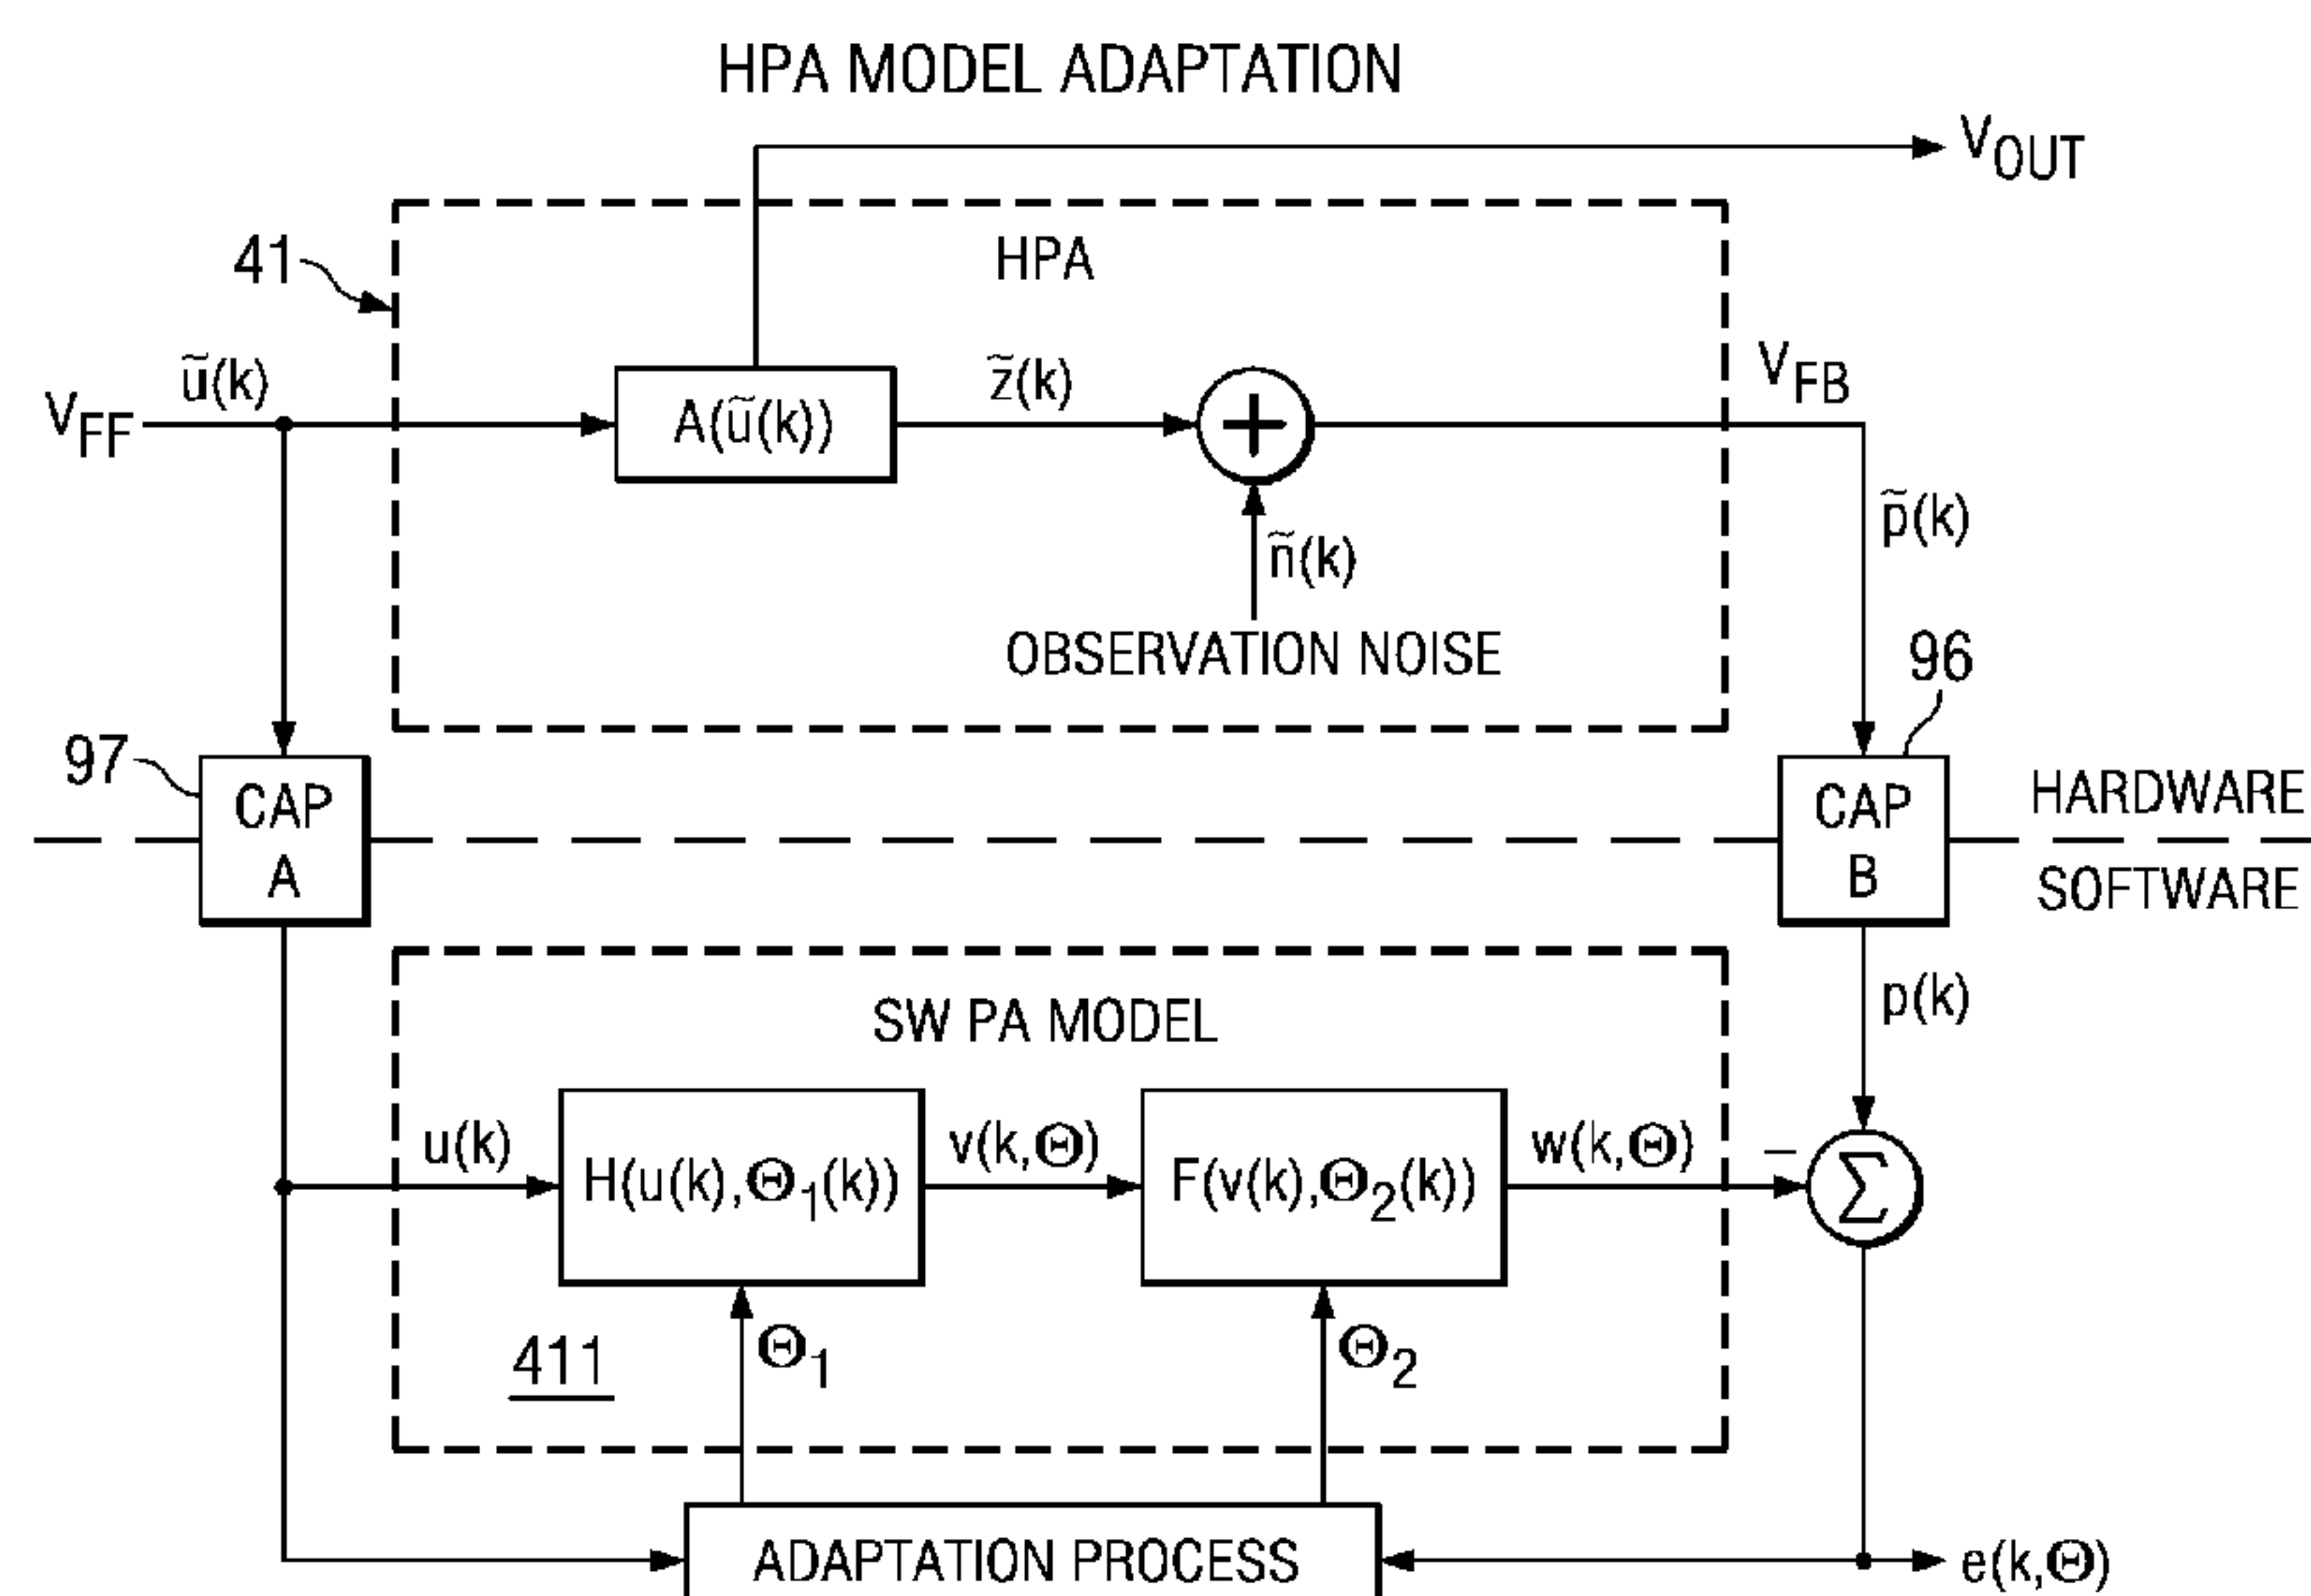 HPA MODEL ADAPTATION
V_OUT
41
HPA
ũ(k)
V_FF
A(ũ(k))
z̃(k)
+
V_FB
p̃(k)
ñ(k)
OBSERVATION NOISE
96
97
CAP
A
CAP
B
HARDWARE
SOFTWARE
p(k)
SW PA MODEL
u(k)
H(u(k),Θ₁(k))
v(k,Θ)
F(v(k),Θ₂(k))
w(k,Θ)
–
Σ
411
Θ₁
Θ₂
ADAPTATION PROCESS
e(k,Θ)